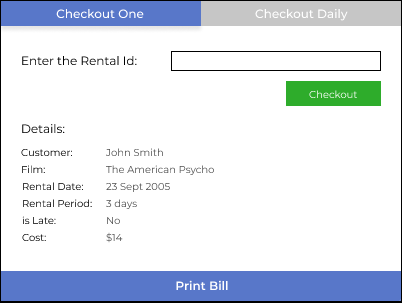 Checkout One
Checkout Daily
Enter the Rental Id:
Checkout
Details:
Customer: John Smith
Film: The American Psycho
Rental Date: 23 Sept 2005
Rental Period: 3 days
is Late: No
Cost: $14
Print Bill